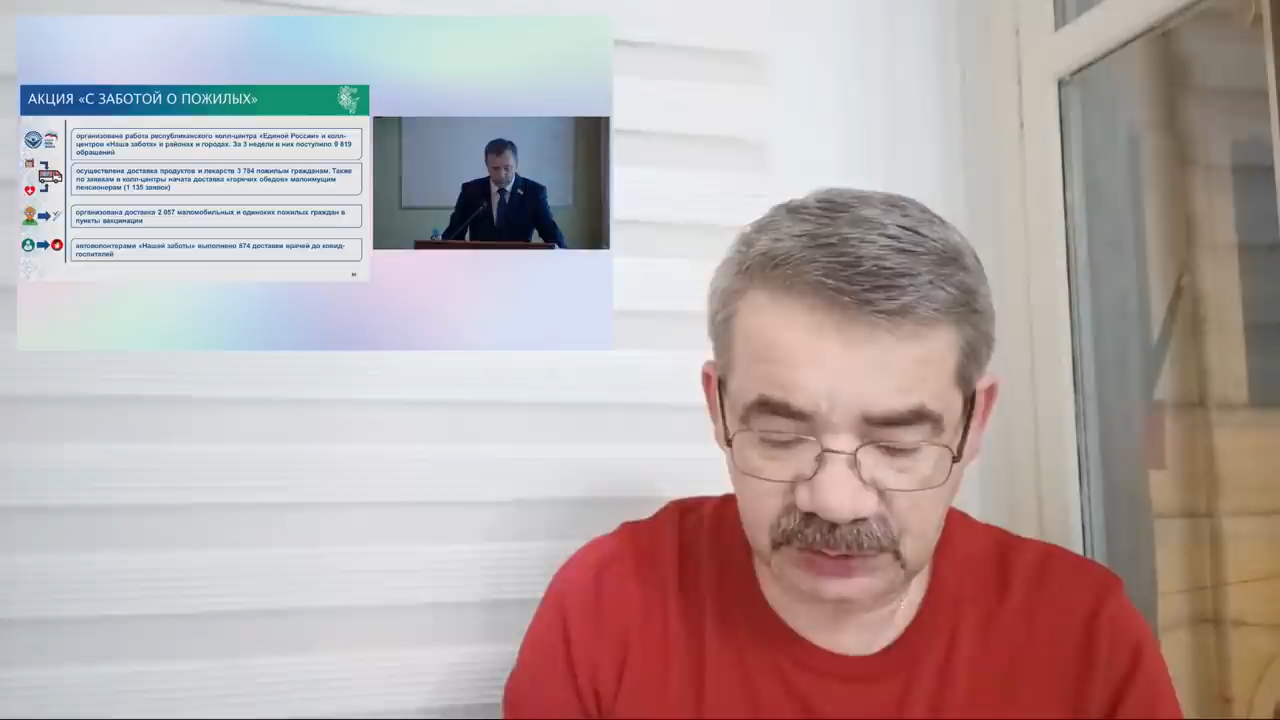 АКЦИЯ «С ЗАБОТОЙ О ПОЖИЛЫХ»
организована работа республиканского колл-центра «Единой России» и колл-
центров «Наша забота» в районах и городах. За 3 недели в них поступило 9 819
обращений
осуществлена доставка продуктов и лекарств 3 784 пожилым гражданам. Также
по заявкам в колл-центры начата доставка «горячих обедов» малоимущим
пенсионерам (1 135 заявок)
организована доставка 2 057 маломобильных и одиноких пожилых граждан в
пункты вакцинации
автоволонтерами «Нашей заботы» выполнено 874 доставки врачей до ковид-
госпиталей